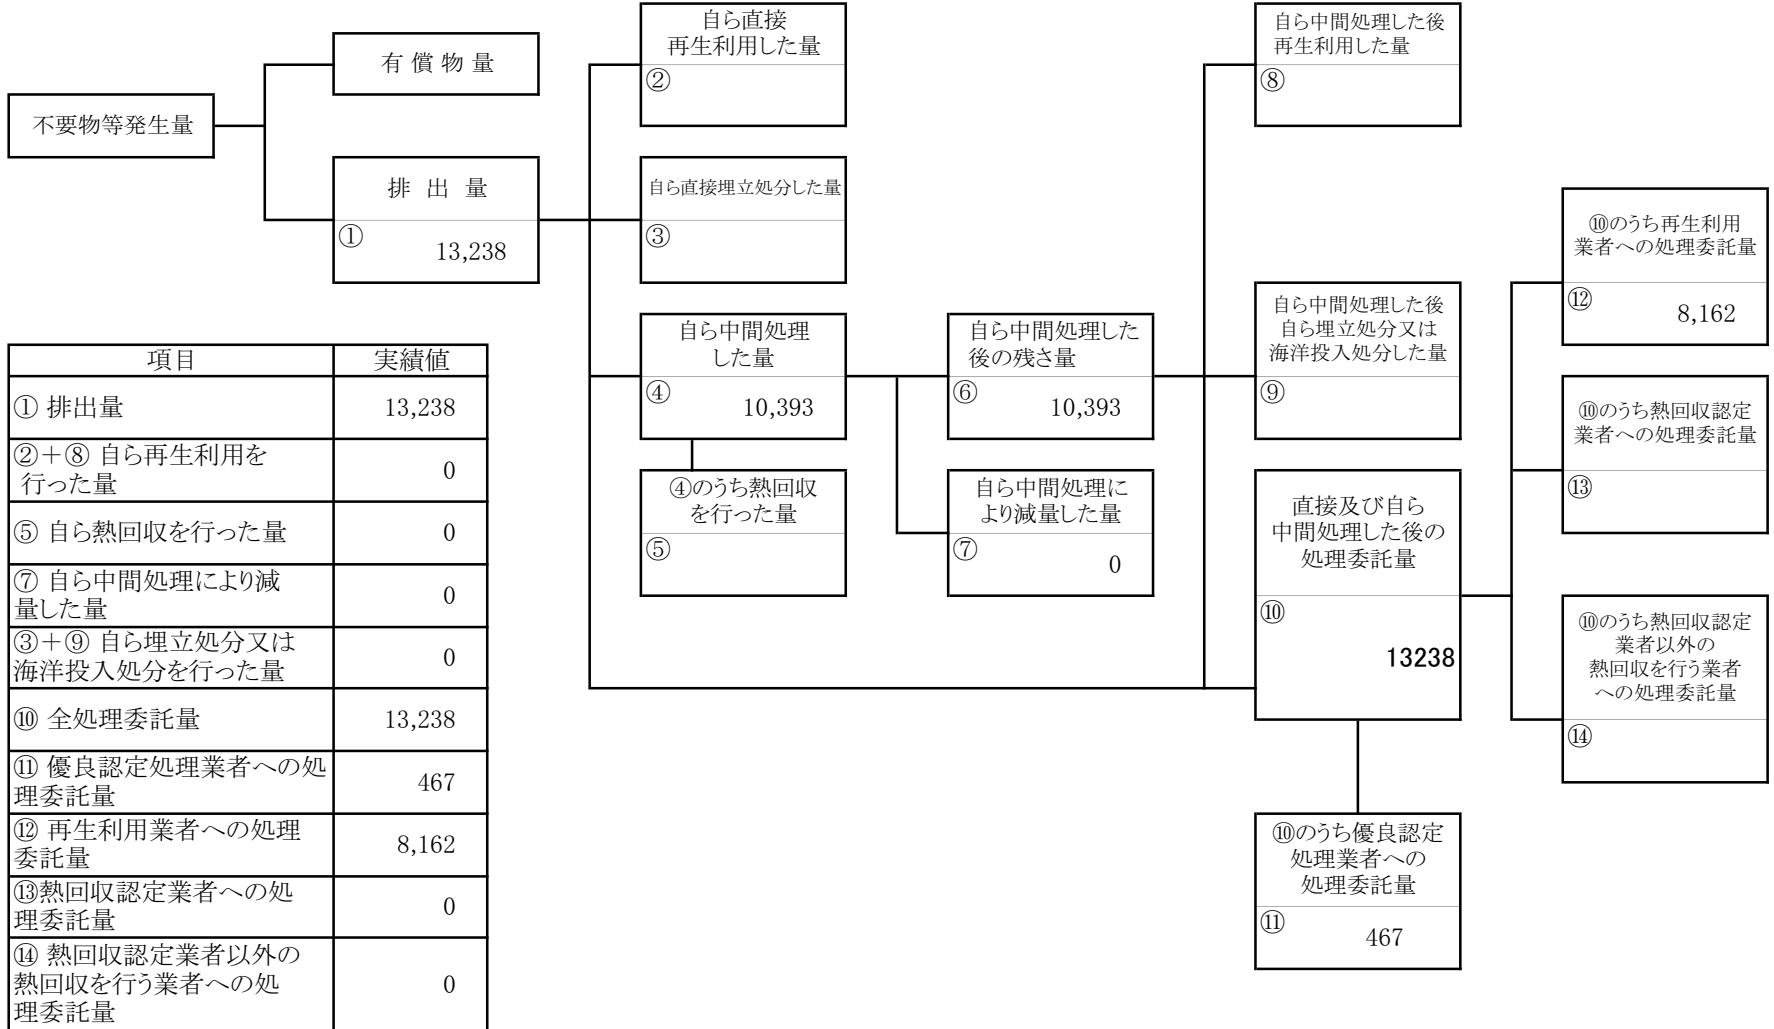 不要物等発生量
有 償 物 量
排 出 量
①
13,238
自ら直接
再生利用した量
②
自ら直接埋立処分した量
③
自ら中間処理
した量
④
10,393
④のうち熱回収
を行った量
⑤
自ら中間処理した
後の残さ量
⑥
10,393
自ら中間処理に
より減量した量
⑦
0
自ら中間処理した後
再生利用した量
⑧
自ら中間処理した後
自ら埋立処分又は
海洋投入処分した量
⑨
直接及び自ら
中間処理した後の
処理委託量
⑩
13238
⑩のうち優良認定
処理業者への
処理委託量
⑪
467
⑩のうち再生利用
業者への処理委託量
⑫
8,162
⑩のうち熱回収認定
業者への処理委託量
⑬
⑩のうち熱回収認定
業者以外の
熱回収を行う業者
への処理委託量
⑭
項目 実績値
① 排出量 13,238
②＋⑧ 自ら再生利用を
行った量 0
⑤ 自ら熱回収を行った量 0
⑦ 自ら中間処理により減
量した量 0
③＋⑨ 自ら埋立処分又は
海洋投入処分を行った量 0
⑩ 全処理委託量 13,238
⑪ 優良認定処理業者への処
理委託量 467
⑫ 再生利用業者への処理
委託量 8,162
⑬熱回収認定業者への処
理委託量 0
⑭ 熱回収認定業者以外の
熱回収を行う業者への処 0
理委託量